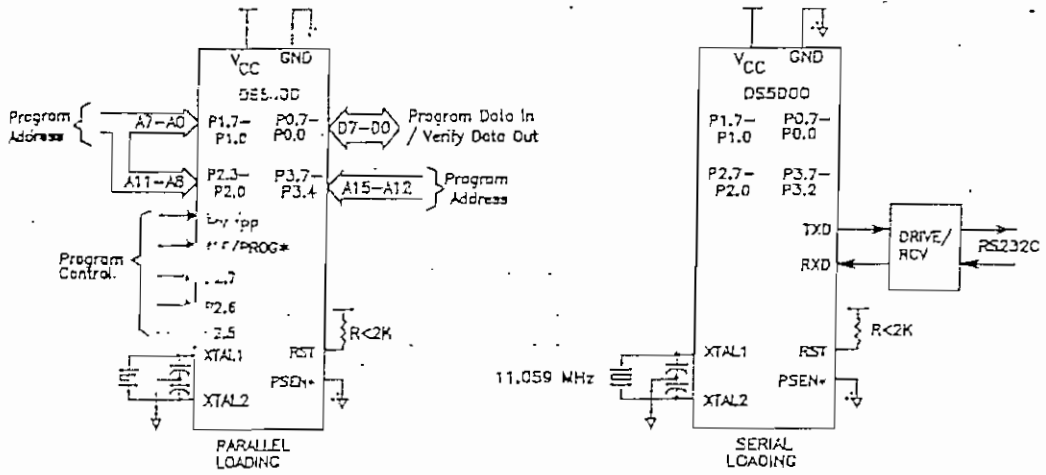 VCC GND
Program
Address
A7-A0
P1.7-
P1.0
P0.7-
P0.0
D7-D0
Program Data In
/ Verify Data Out
A11-A8
P2.3-
P2.0
P3.7-
P3.4
A15-A12
Program
Address
Program
Control.
/PROG*
P2.6
XTAL1
XTAL2
RST
R<2K
PSEN*
PARALLEL
LOADING
VCC GND
DS5000
P1.7-
P1.0
P0.7-
P0.0
P2.7-
P2.0
P3.7-
P3.2
TXD
RXD
DRIVE/
RCV
RS232C
R<2K
11.059 MHz
XTAL1
XTAL2
RST
PSEN*
SERIAL
LOADING